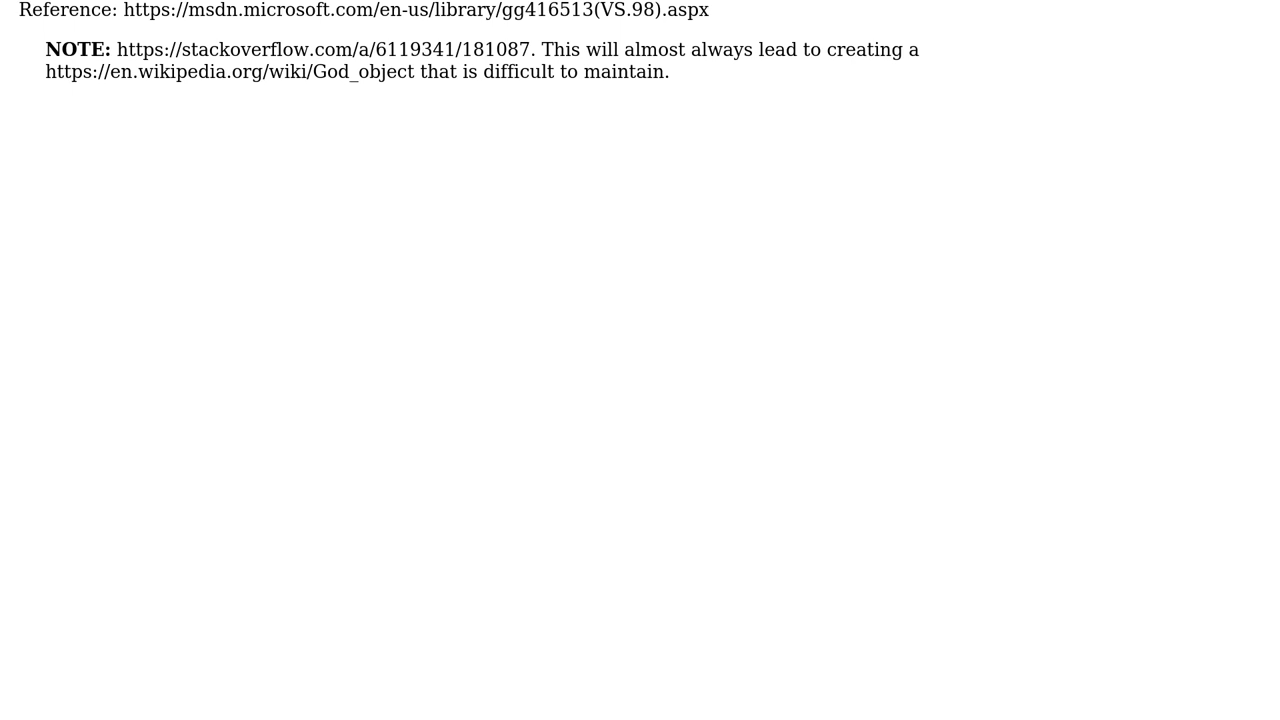 Reference: https://msdn.microsoft.com/en-us/library/gg416513(VS.98).aspx
NOTE: https://stackoverflow.com/a/6119341/181087. This will almost always lead to creating a
https://en.wikipedia.org/wiki/God_object that is difficult to maintain.